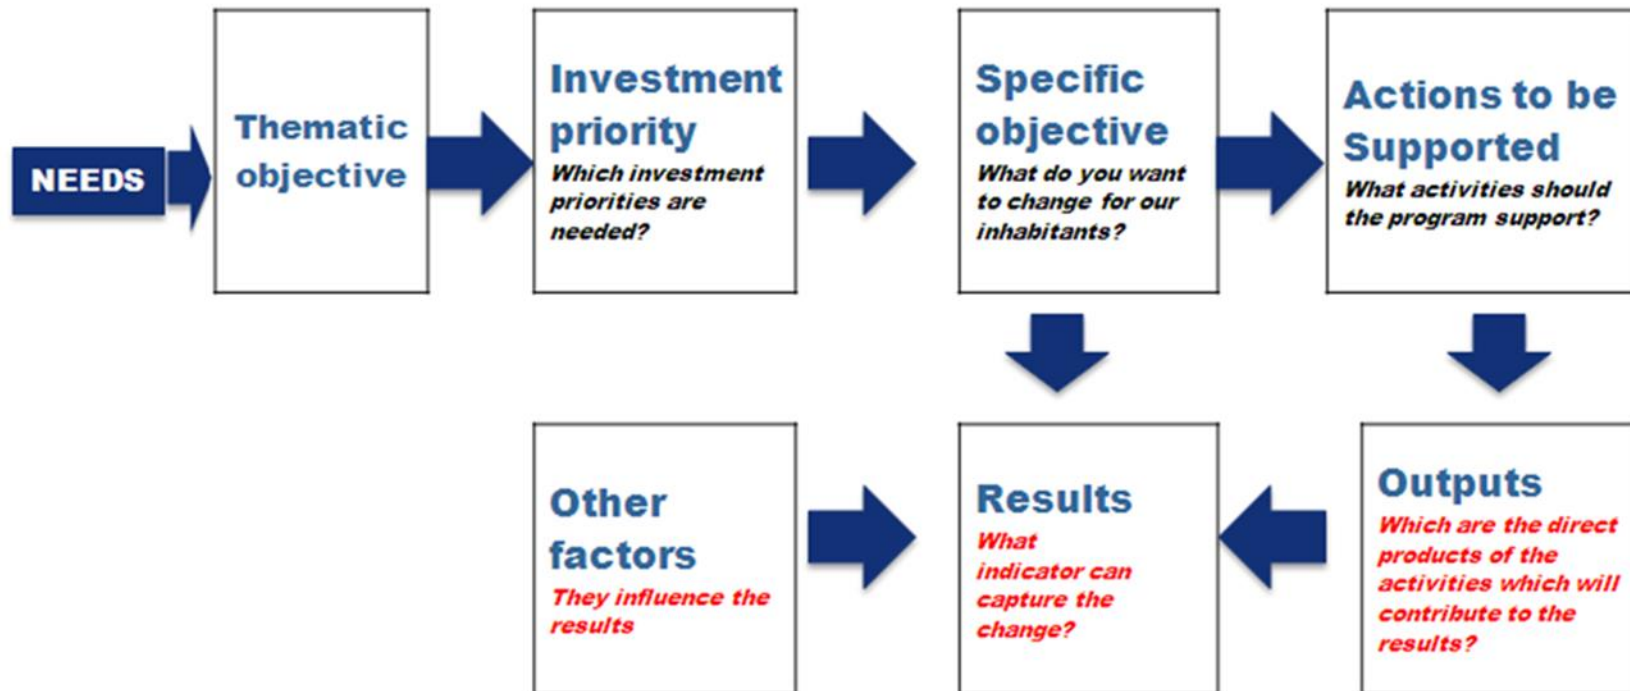 NEEDS
Thematic
objective
Investment
priority
Which investment
priorities are
needed?
Specific
objective
What do you want
to change for our
inhabitants?
Actions to be
Supported
What activities should
the program support?
Other
factors
They influence the
results
Results
What
indicator can
capture the
change?
Outputs
Which are the direct
products of the
activities which will
contribute to the
results?